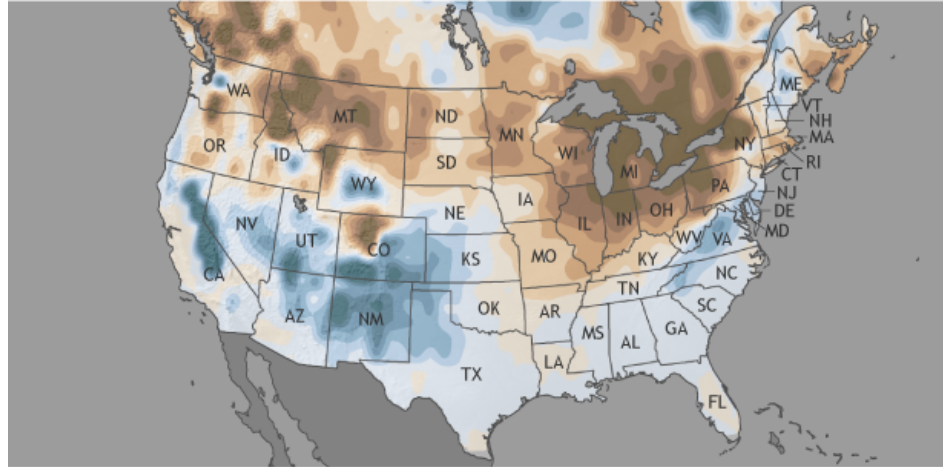 ME
WA
MT
ND
MN
VT
NH
MA
OR
ID
SD
WI
MI
NY
RI
CT
WY
IA
PA
NJ
NE
IL
IN
OH
DE
MD
NV
UT
CO
KS
MO
WV
VA
KY
CA
TN
NC
AZ
NM
OK
AR
SC
MS
AL
GA
LA
TX
FL